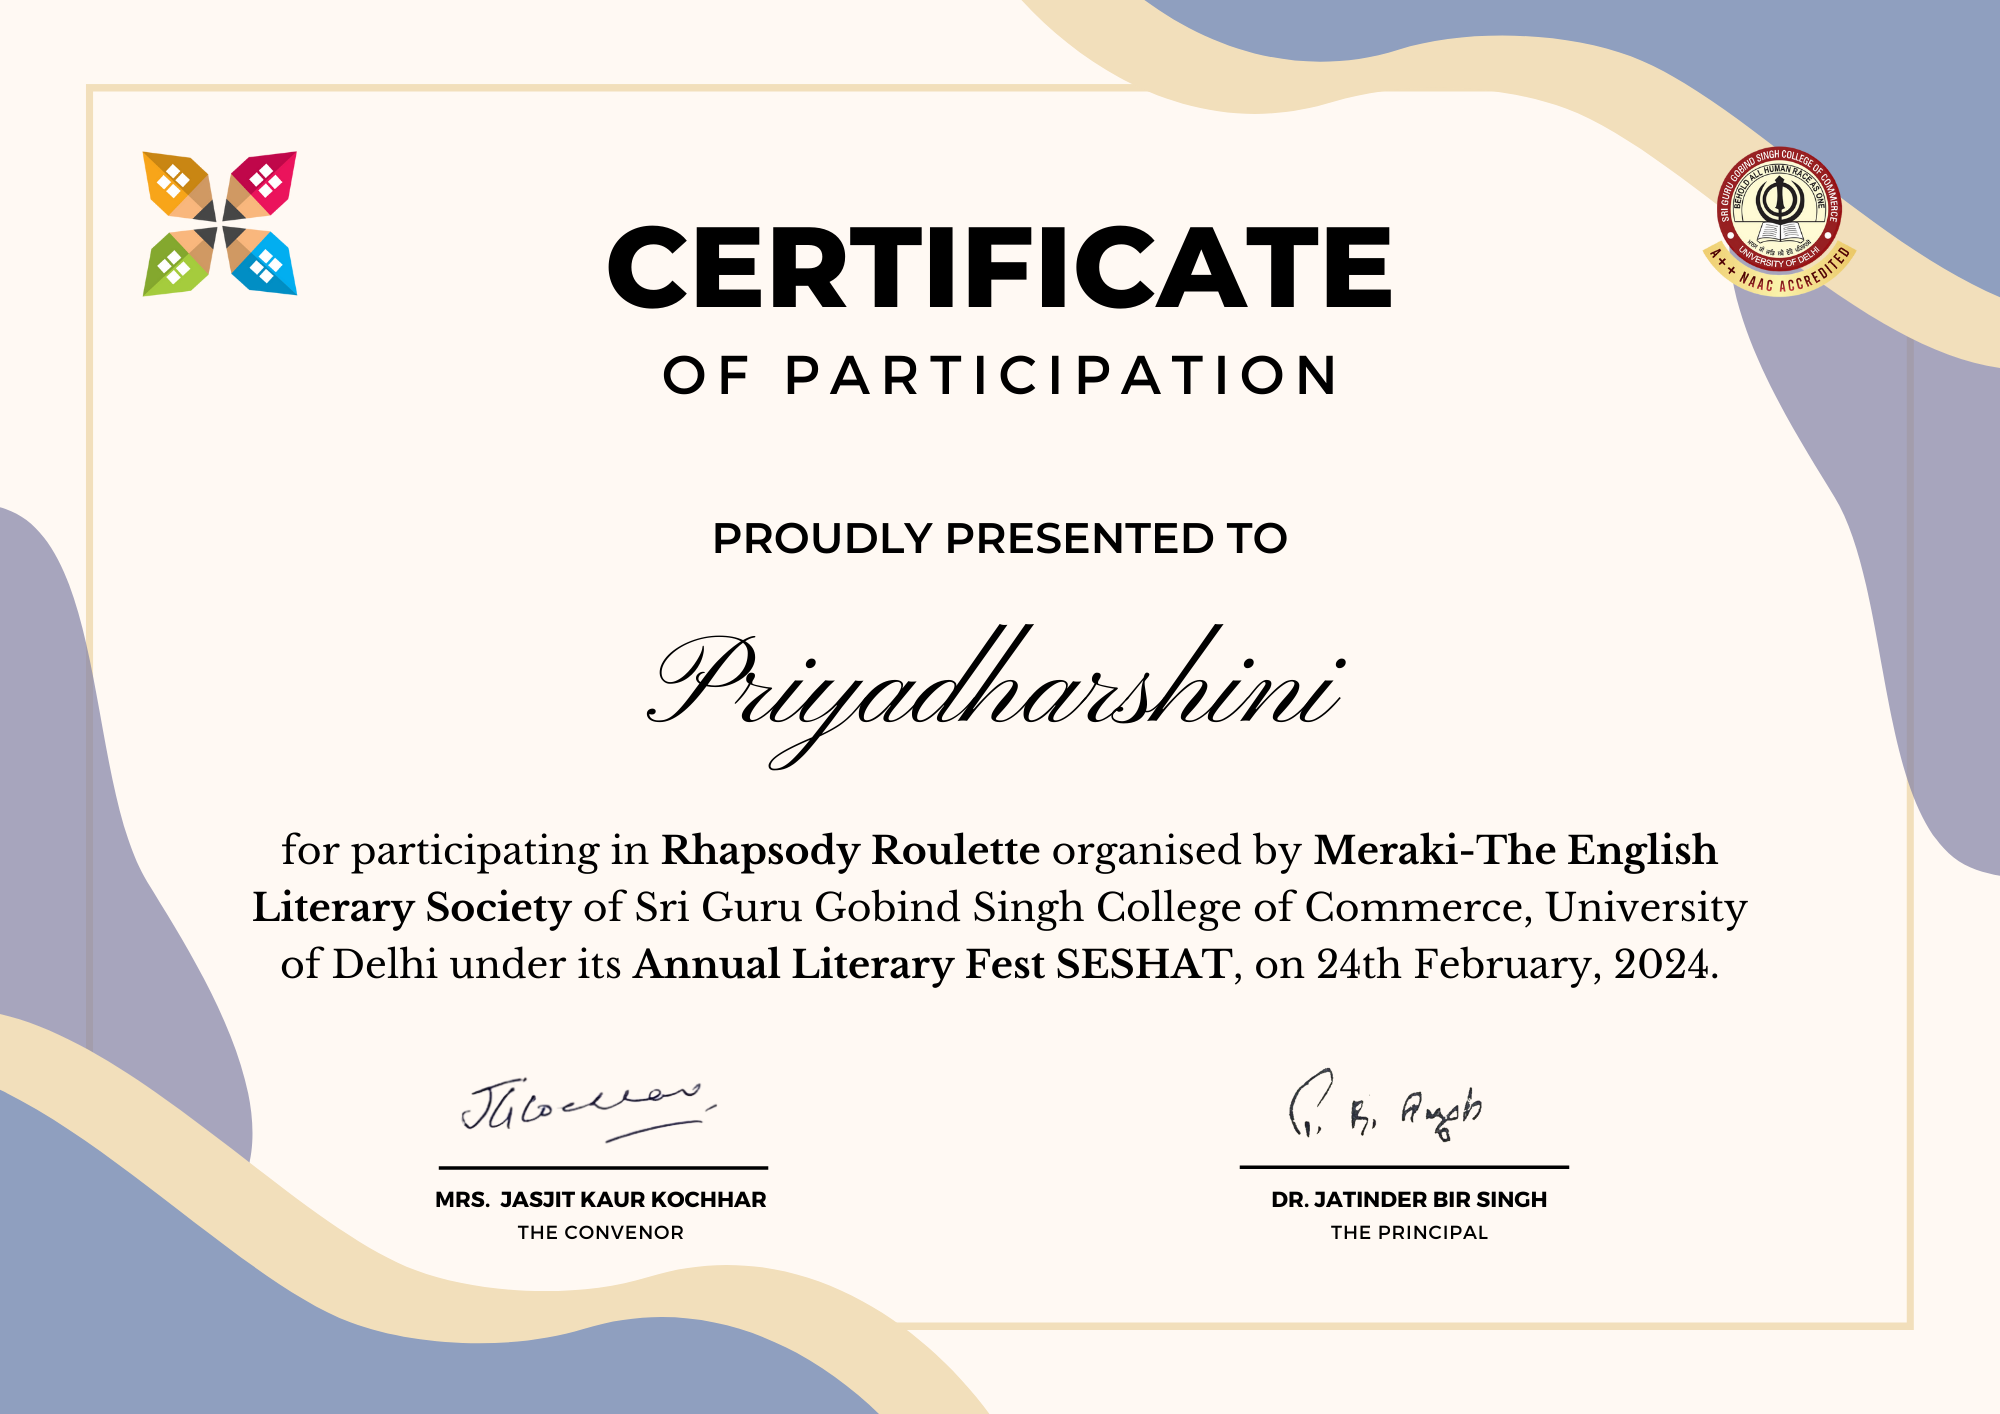 SRI GURU GOBIND SINGH COLLEGE OF COMMERCE
BEHOLD ALL HUMAN RACE AS ONE
UNIVERSITY OF DELHI
A++ NAAC ACCREDITED
CERTIFICATE
OF PARTICIPATION
PROUDLY PRESENTED TO
Priyadharshini
for participating in Rhapsody Roulette organised by Meraki-The English
Literary Society of Sri Guru Gobind Singh College of Commerce, University
of Delhi under its Annual Literary Fest SESHAT, on 24th February, 2024.
MRS. JASJIT KAUR KOCHHAR
THE CONVENOR
DR. JATINDER BIR SINGH
THE PRINCIPAL